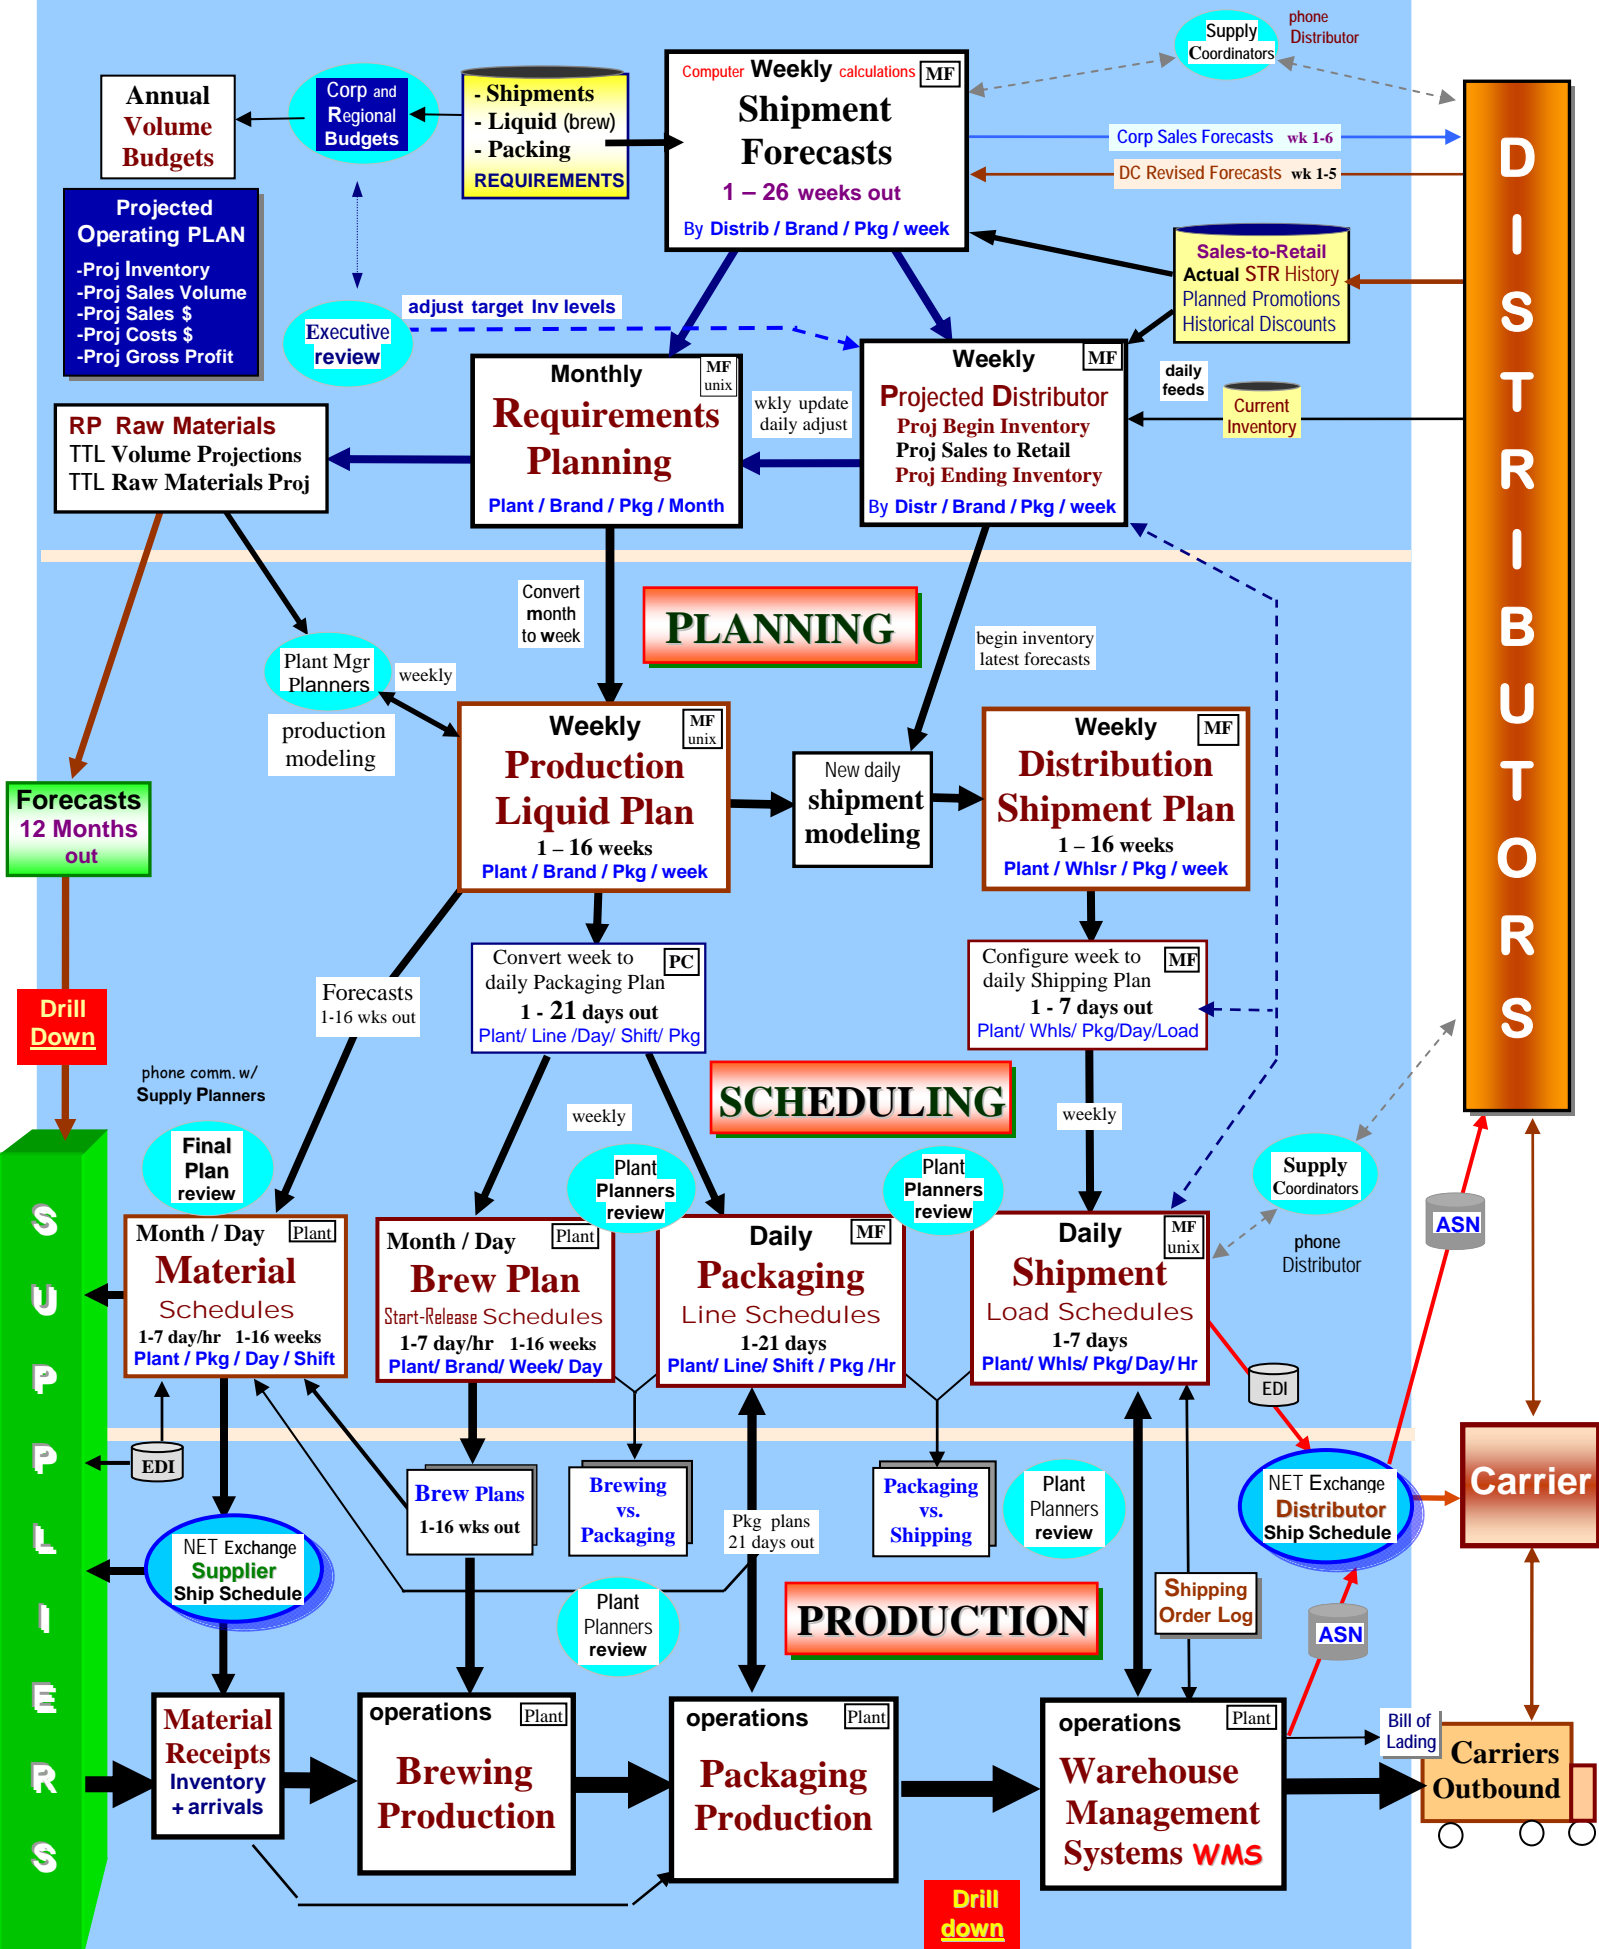 Supply
Coordinators
phone
Distributor
Annual
Volume
Budgets
Corp and
Regional
Budgets
- Shipments
- Liquid (brew)
- Packing
REQUIREMENTS
Computer Weekly calculations MF
Shipment
Forecasts
1 – 26 weeks out
By Distrib / Brand / Pkg / week
Corp Sales Forecasts wk 1-6
DC Revised Forecasts wk 1-5
DISTRIBUTORS
Projected
Operating PLAN
-Proj Inventory
-Proj Sales Volume
-Proj Sales $
-Proj Costs $
-Proj Gross Profit
Executive
review
adjust target Inv levels
Sales-to-Retail
Actual STR History
Planned Promotions
Historical Discounts
daily
feeds
Current
Inventory
RP Raw Materials
TTL Volume Projections
TTL Raw Materials Proj
Monthly MF
unix
Requirements
Planning
Plant / Brand / Pkg / Month
wkly update
daily adjust
Weekly MF
Projected Distributor
Proj Begin Inventory
Proj Sales to Retail
Proj Ending Inventory
By Distr / Brand / Pkg / week
Convert
month
to week
PLANNING
begin inventory
latest forecasts
Plant Mgr
Planners
weekly
production
modeling
Weekly MF
unix
Production
Liquid Plan
1 – 16 weeks
Plant / Brand / Pkg / week
New daily
shipment
modeling
Weekly MF
Distribution
Shipment Plan
1 – 16 weeks
Plant / Whlsr / Pkg / week
Forecasts
12 Months
out
Drill
Down
Forecasts
1-16 wks out
Convert week to PC
daily Packaging Plan
1 - 21 days out
Plant/ Line /Day/ Shift/ Pkg
Configure week to MF
daily Shipping Plan
1 - 7 days out
Plant/ Whls/ Pkg/Day/Load
phone comm. w/
Supply Planners
Final
Plan
review
weekly
SCHEDULING
weekly
Plant
Planners
review
Plant
Planners
review
Supply
Coordinators
phone
Distributor
SUPPLIERS
Month / Day Plant
Material
Schedules
1-7 day/hr 1-16 weeks
Plant / Pkg / Day / Shift
Month / Day Plant
Brew Plan
Start-Release Schedules
1-7 day/hr 1-16 weeks
Plant/ Brand/ Week/ Day
Daily MF
Packaging
Line Schedules
1-21 days
Plant/ Line/ Shift / Pkg /Hr
Daily MF
unix
Shipment
Load Schedules
1-7 days
Plant/ Whls/ Pkg/ Day/ Hr
ASN
EDI
EDI
Brew Plans
1-16 wks out
Brewing
vs.
Packaging
Pkg plans
21 days out
Packaging
vs.
Shipping
Plant
Planners
review
NET Exchange
Distributor
Ship Schedule
Carrier
NET Exchange
Supplier
Ship Schedule
Plant
Planners
review
PRODUCTION
Shipping
Order Log
ASN
Material
Receipts
Inventory
+ arrivals
operations Plant
Brewing
Production
operations Plant
Packaging
Production
operations Plant
Warehouse
Management
Systems WMS
Bill of
Lading
Carriers
Outbound
Drill
down